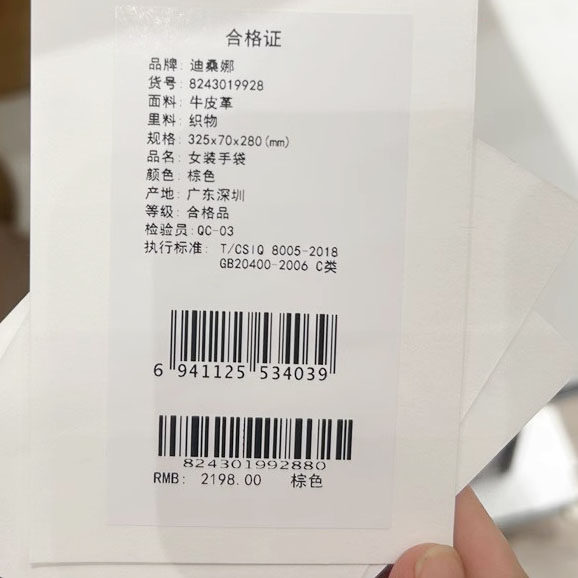 合格证
品牌: 迪桑娜
货号: 8243019928
面料: 牛皮革
里料: 织物
规格: 325x70x280(mm)
品名: 女装手袋
颜色: 棕色
产地: 广东深圳
等级: 合格品
检验员: QC-03
执行标准: T/CSIQ 8005-2018
GB20400-2006 C类
6 941125 534039
824301992880
RMB: 2198.00 棕色